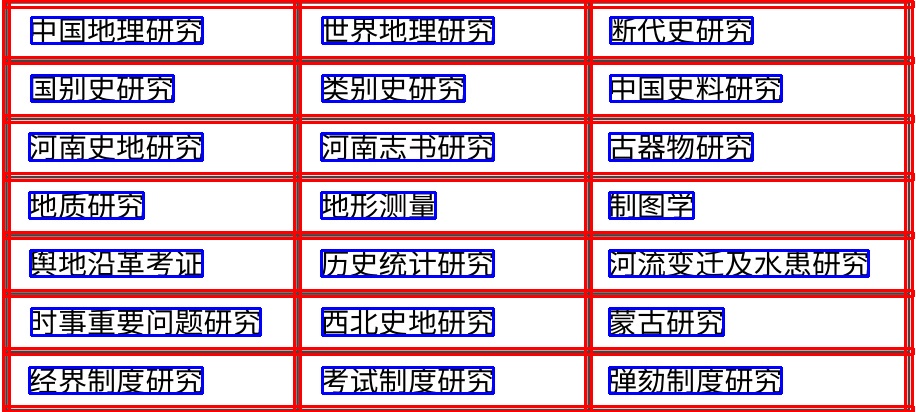 中国地理研究 世界地理研究 断代史研究
国别史研究 类别史研究 中国史料研究
河南史地研究 河南志书研究 古器物研究
地质研究 地形测量 制图学
舆地沿革考证 历史统计研究 河流变迁及水患研究
时事重要问题研究 西北史地研究 蒙古研究
经界制度研究 考试制度研究 弹劾制度研究